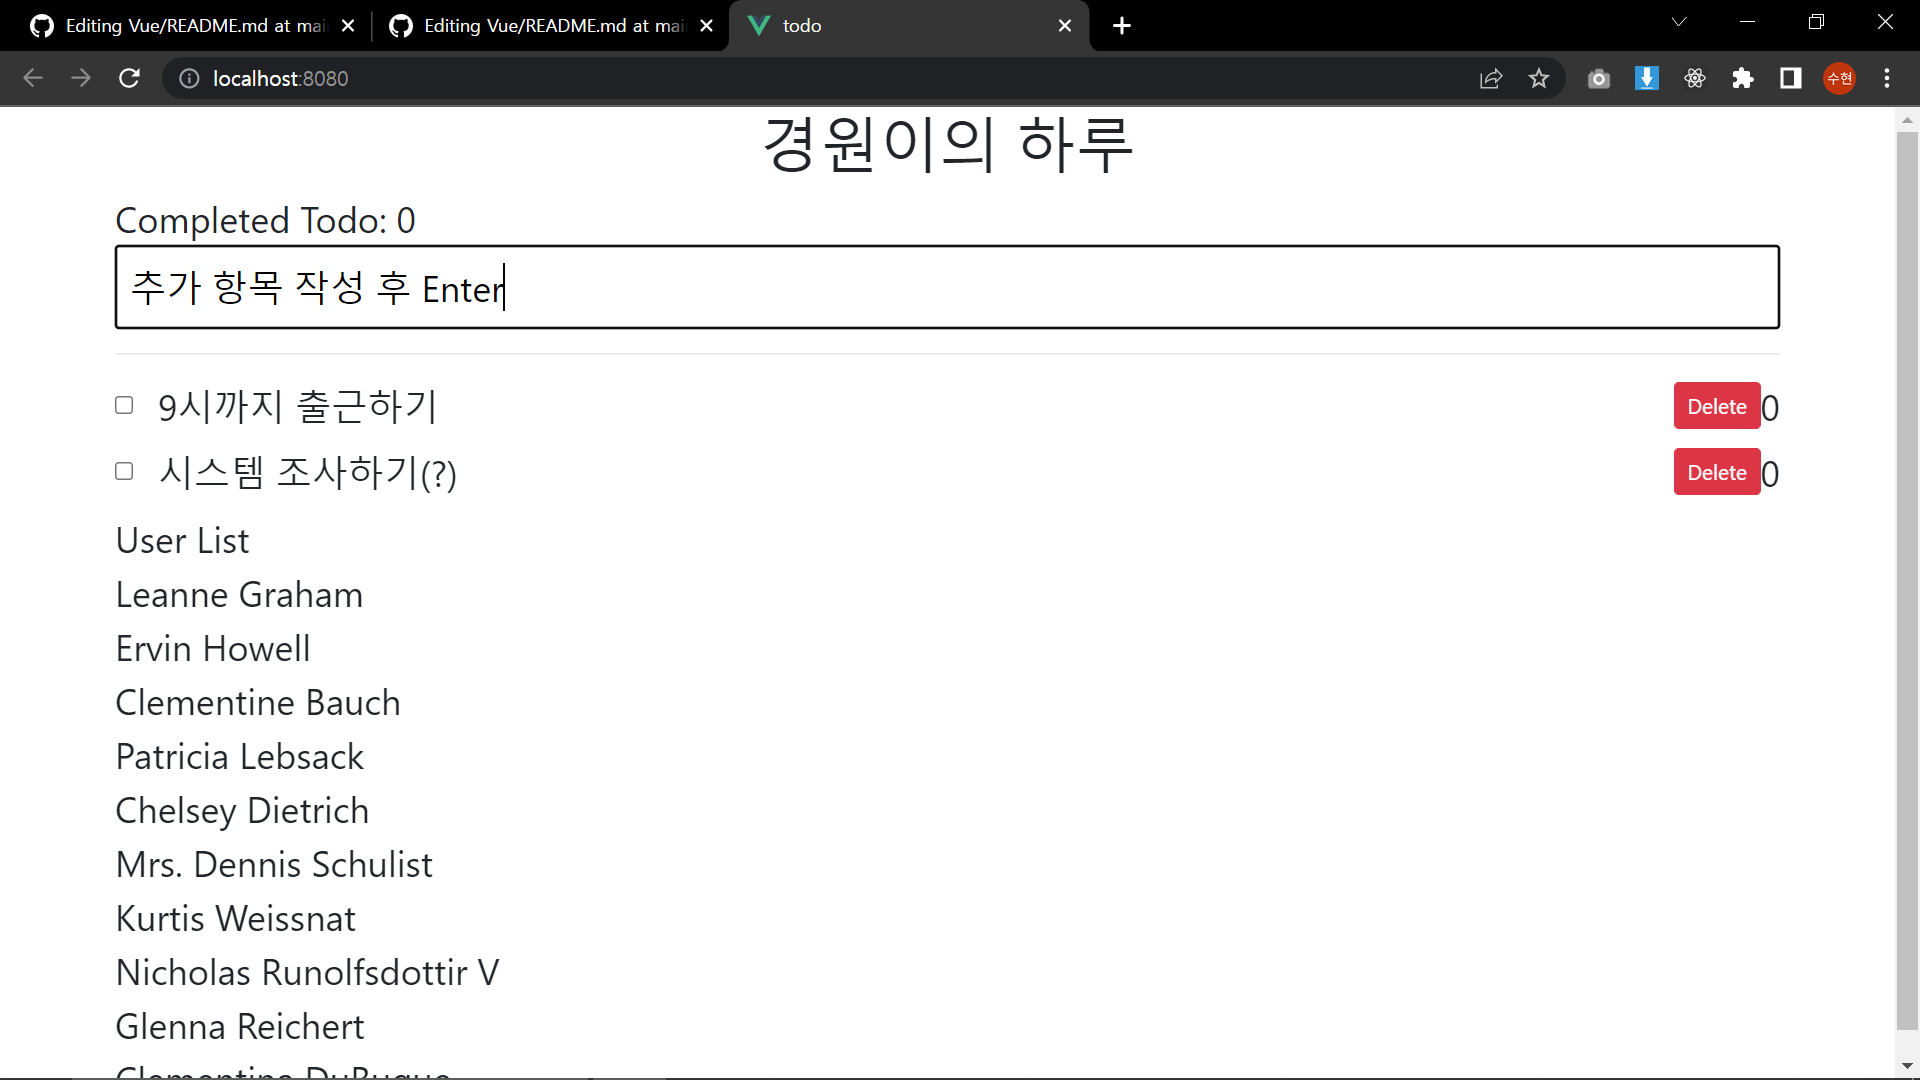 Editing Vue/README.md at mai
Editing Vue/README.md at mai
todo
localhost:8080
수현
경원이의 하루
Completed Todo: 0
추가 항목 작성 후 Enter
9시까지 출근하기 Delete 0
시스템 조사하기(?) Delete 0
User List
Leanne Graham
Ervin Howell
Clementine Bauch
Patricia Lebsack
Chelsey Dietrich
Mrs. Dennis Schulist
Kurtis Weissnat
Nicholas Runolfsdottir V
Glenna Reichert
Clementina DuBuque